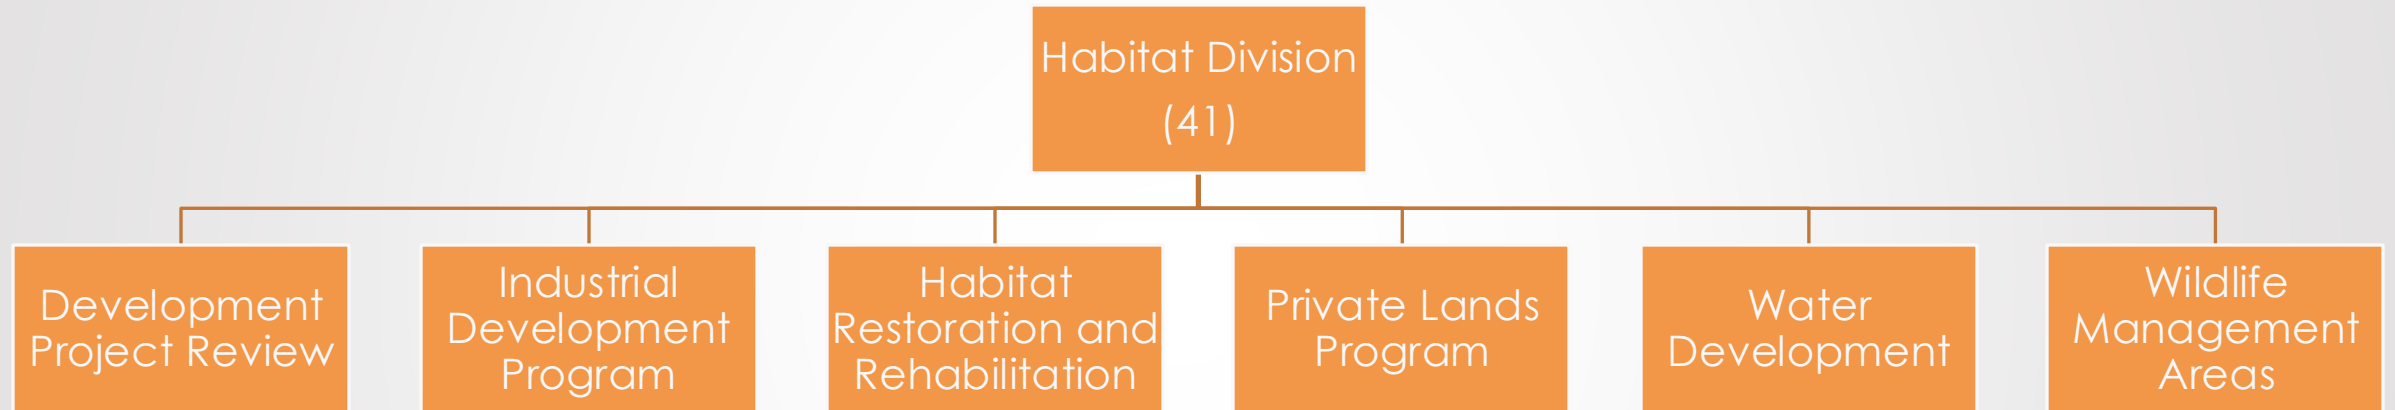 Habitat Division
(41)
Development
Project Review
Industrial
Development
Program
Habitat
Restoration and
Rehabilitation
Private Lands
Program
Water
Development
Wildlife
Management
Areas